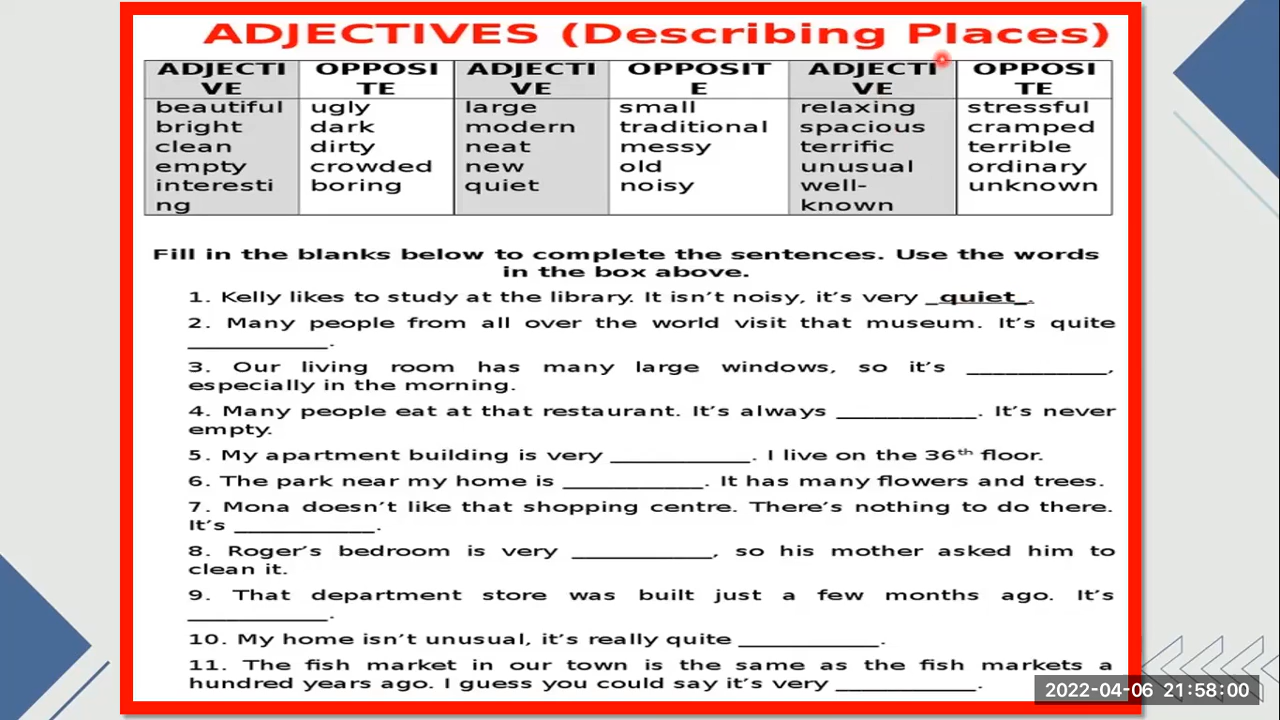 ADJECTIVES (Describing Places)
ADJECTI
VE
OPPOSI
TE
ADJECTI
VE
OPPOSIT
E
ADJECTI
VE
OPPOSI
TE
beautiful ugly large small relaxing stressful
bright dark modern traditional spacious cramped
clean dirty neat messy terrific terrible
empty crowded new old unusual ordinary
interesti boring quiet noisy well- unknown
ng known
Fill in the blanks below to complete the sentences. Use the words
in the box above.
1. Kelly likes to study at the library. It isn’t noisy, it’s very _quiet_.
2. Many people from all over the world visit that museum. It’s quite
___________.
3. Our living room has many large windows, so it’s ___________,
especially in the morning.
4. Many people eat at that restaurant. It’s always ___________. It’s never
empty.
5. My apartment building is very ___________. I live on the 36th floor.
6. The park near my home is ___________. It has many flowers and trees.
7. Mona doesn’t like that shopping centre. There’s nothing to do there.
It’s ___________.
8. Roger’s bedroom is very ___________, so his mother asked him to
clean it.
9. That department store was built just a few months ago. It’s
___________.
10. My home isn’t unusual, it’s really quite ___________.
11. The fish market in our town is the same as the fish markets a
hundred years ago. I guess you could say it’s very ___________.
2022-04-06 21:58:00